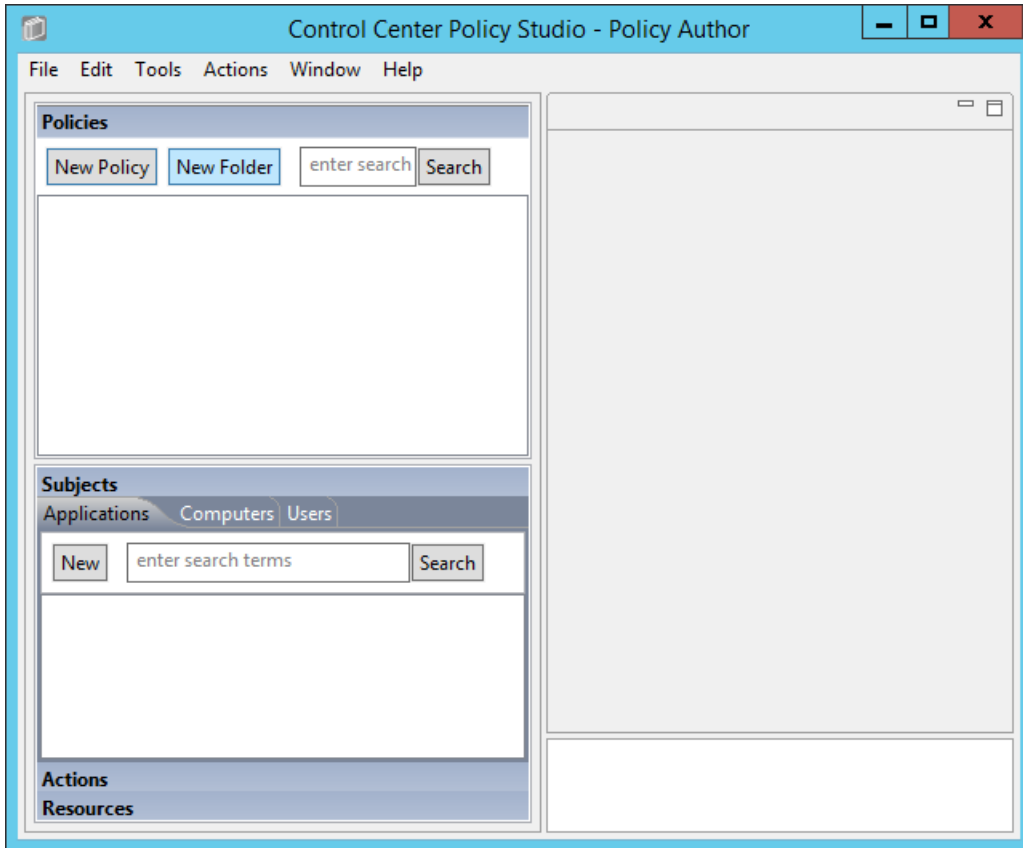 Control Center Policy Studio - Policy Author
File Edit Tools Actions Window Help
Policies
New Policy New Folder enter search Search
Subjects
Applications Computers Users
New enter search terms Search
Actions
Resources